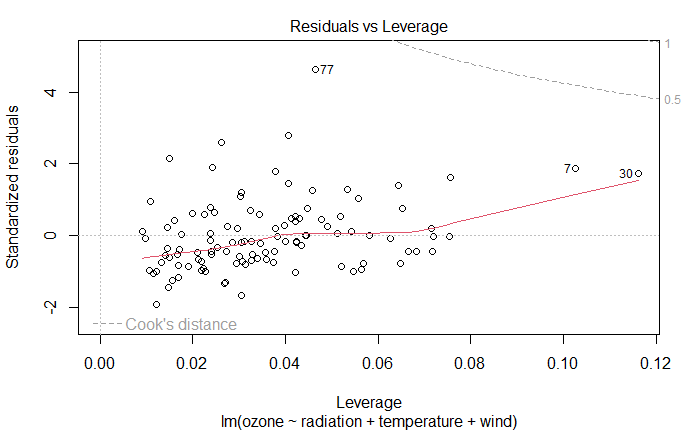 Residuals vs Leverage
Standardized residuals
4
2
0
-2
77
7
30
1
0.5
Cook's distance
0.00 0.02 0.04 0.06 0.08 0.10 0.12
Leverage
lm(ozone ~ radiation + temperature + wind)